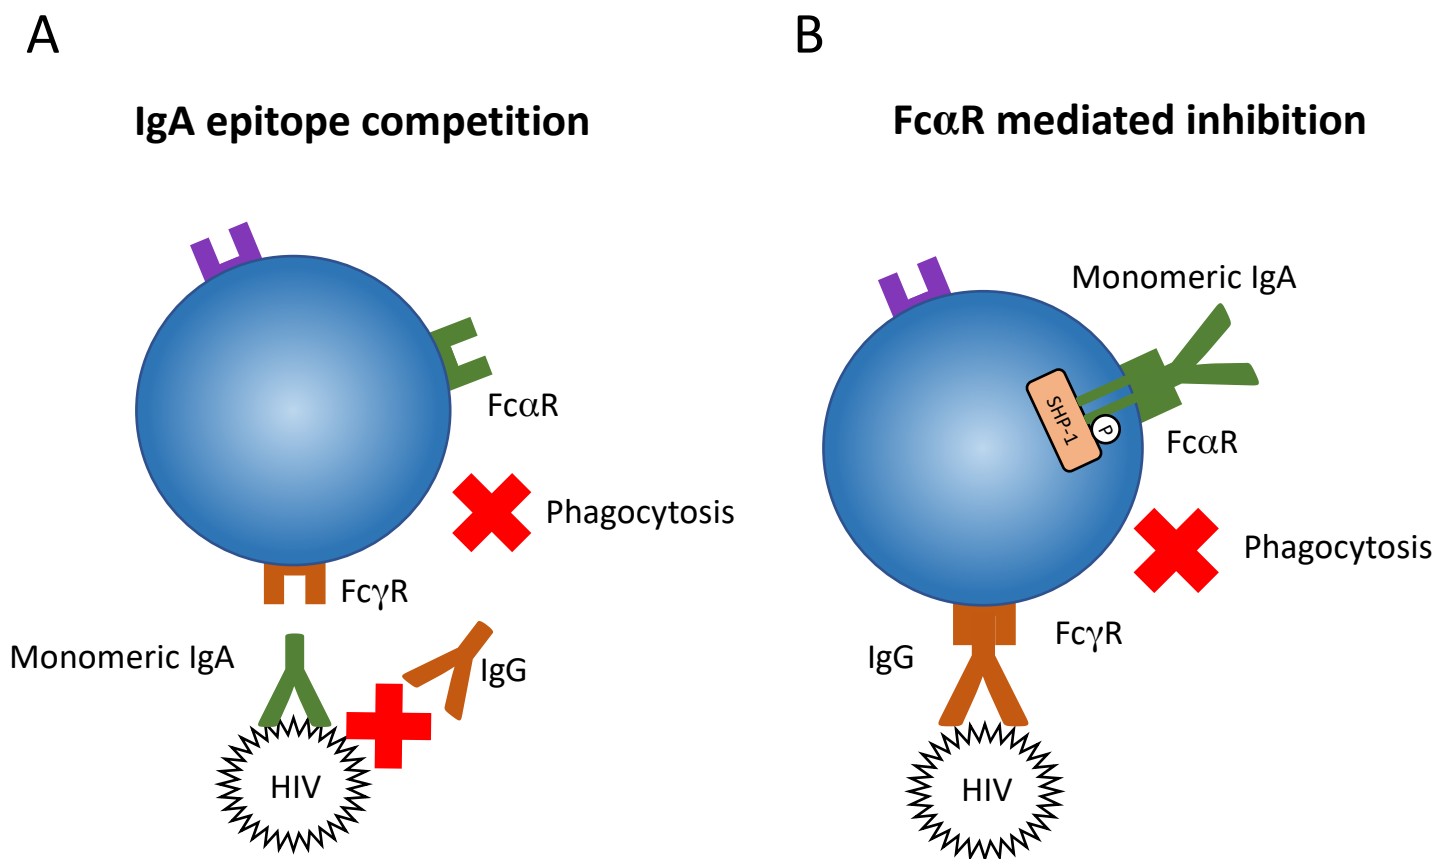 A
IgA epitope competition
FcαR
Phagocytosis
FcγR
Monomeric IgA
IgG
HIV
B
FcαR mediated inhibition
Monomeric IgA
SHP-1
P
FcαR
Phagocytosis
FcγR
IgG
HIV